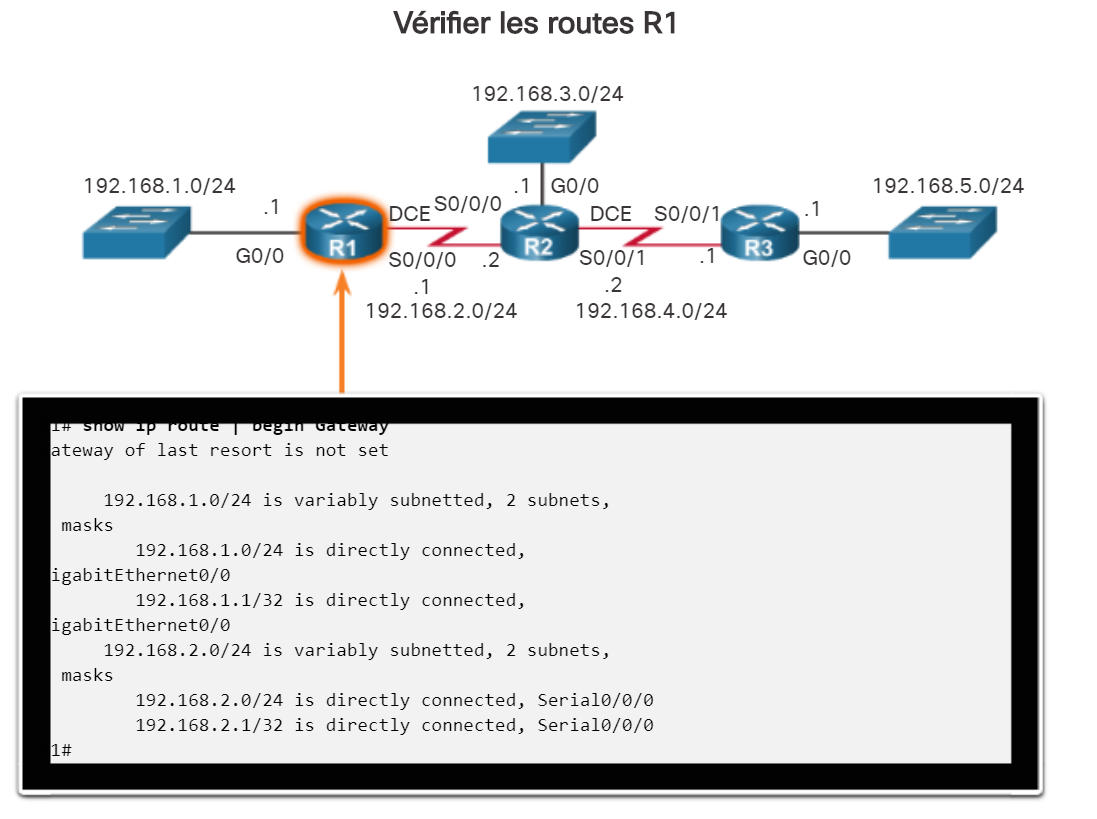 Vérifier les routes R1
192.168.3.0/24
192.168.1.0/24
.1
G0/0
192.168.5.0/24
.1
DCE
S0/0/0
DCE
S0/0/1
.1
R1
R2
R3
G0/0
S0/0/0
.2
S0/0/1
.1
G0/0
.1
.2
192.168.2.0/24
192.168.4.0/24
1# show ip route | begin Gateway
ateway of last resort is not set
192.168.1.0/24 is variably subnetted, 2 subnets,
masks
192.168.1.0/24 is directly connected,
igabitEthernet0/0
192.168.1.1/32 is directly connected,
igabitEthernet0/0
192.168.2.0/24 is variably subnetted, 2 subnets,
masks
192.168.2.0/24 is directly connected, Serial0/0/0
192.168.2.1/32 is directly connected, Serial0/0/0
1#